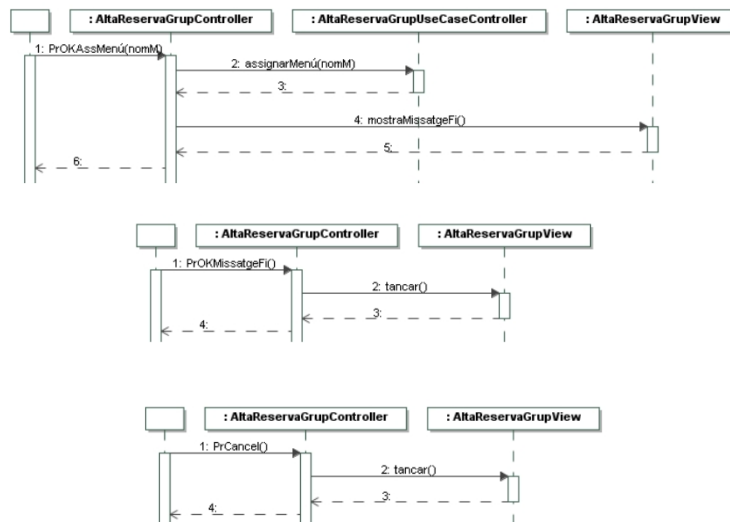 : AltaReservaGrupController : AltaReservaGrupUseCaseController : AltaReservaGrupView
1: PrOKAssMenú(nomM)
2: assignarMenú(nomM)
3:
4: mostraMissatgeFi()
5:
6:
: AltaReservaGrupController : AltaReservaGrupView
1: PrOKMissatgeFi()
2: tancar()
3:
4:
: AltaReservaGrupController : AltaReservaGrupView
1: PrCancel()
2: tancar()
3:
4: